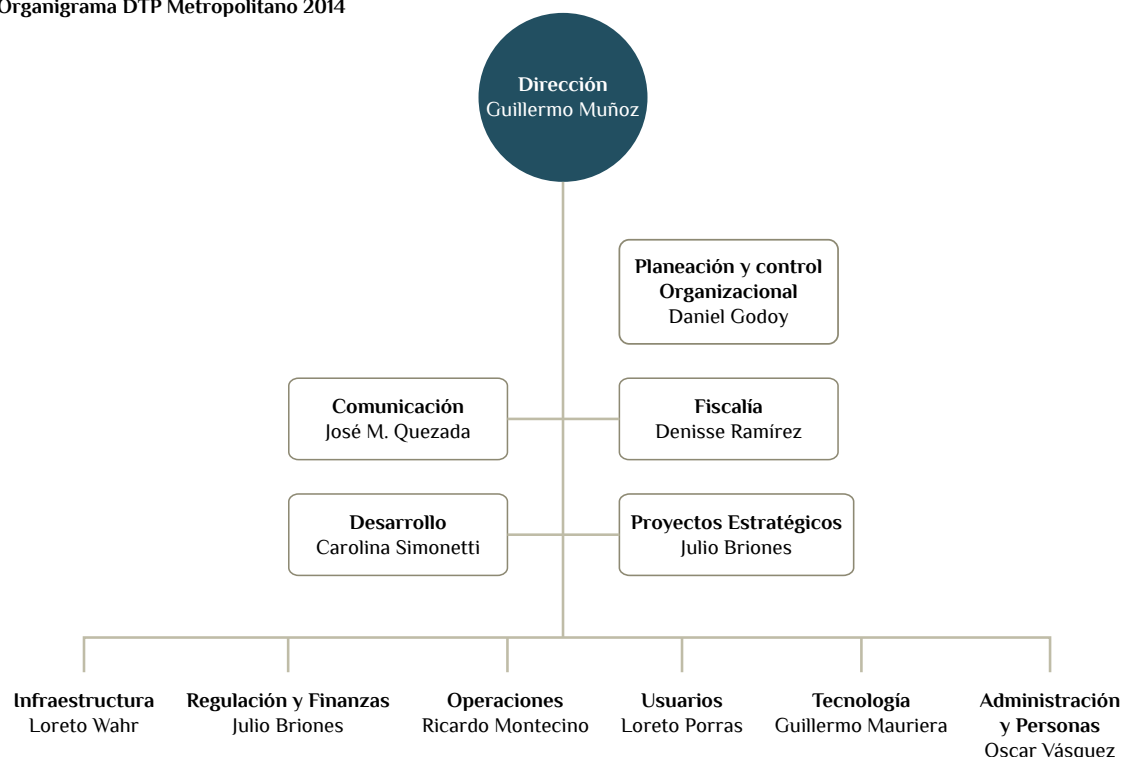 Organigrama DTP Metropolitano 2014
Dirección
Guillermo Muñoz
Planeación y control
Organizacional
Daniel Godoy
Comunicación
José M. Quezada
Fiscalía
Denisse Ramírez
Desarrollo
Carolina Simonetti
Proyectos Estratégicos
Julio Briones
Infraestructura
Loreto Wahr
Regulación y Finanzas
Julio Briones
Operaciones
Ricardo Montecino
Usuarios
Loreto Porras
Tecnología
Guillermo Mauriera
Administración
y Personas
Oscar Vásquez